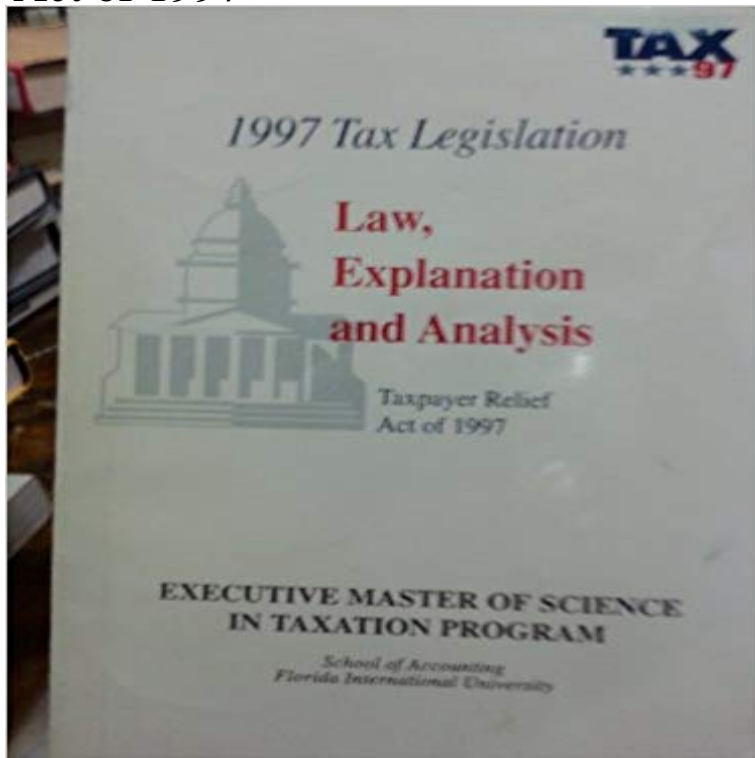 TAX
97
1997 Tax Legislation
Law,
Explanation
and Analysis
Taxpayer Relief
Act of 1997
EXECUTIVE MASTER OF SCIENCE
IN TAXATION PROGRAM
School of Accounting
Florida International University